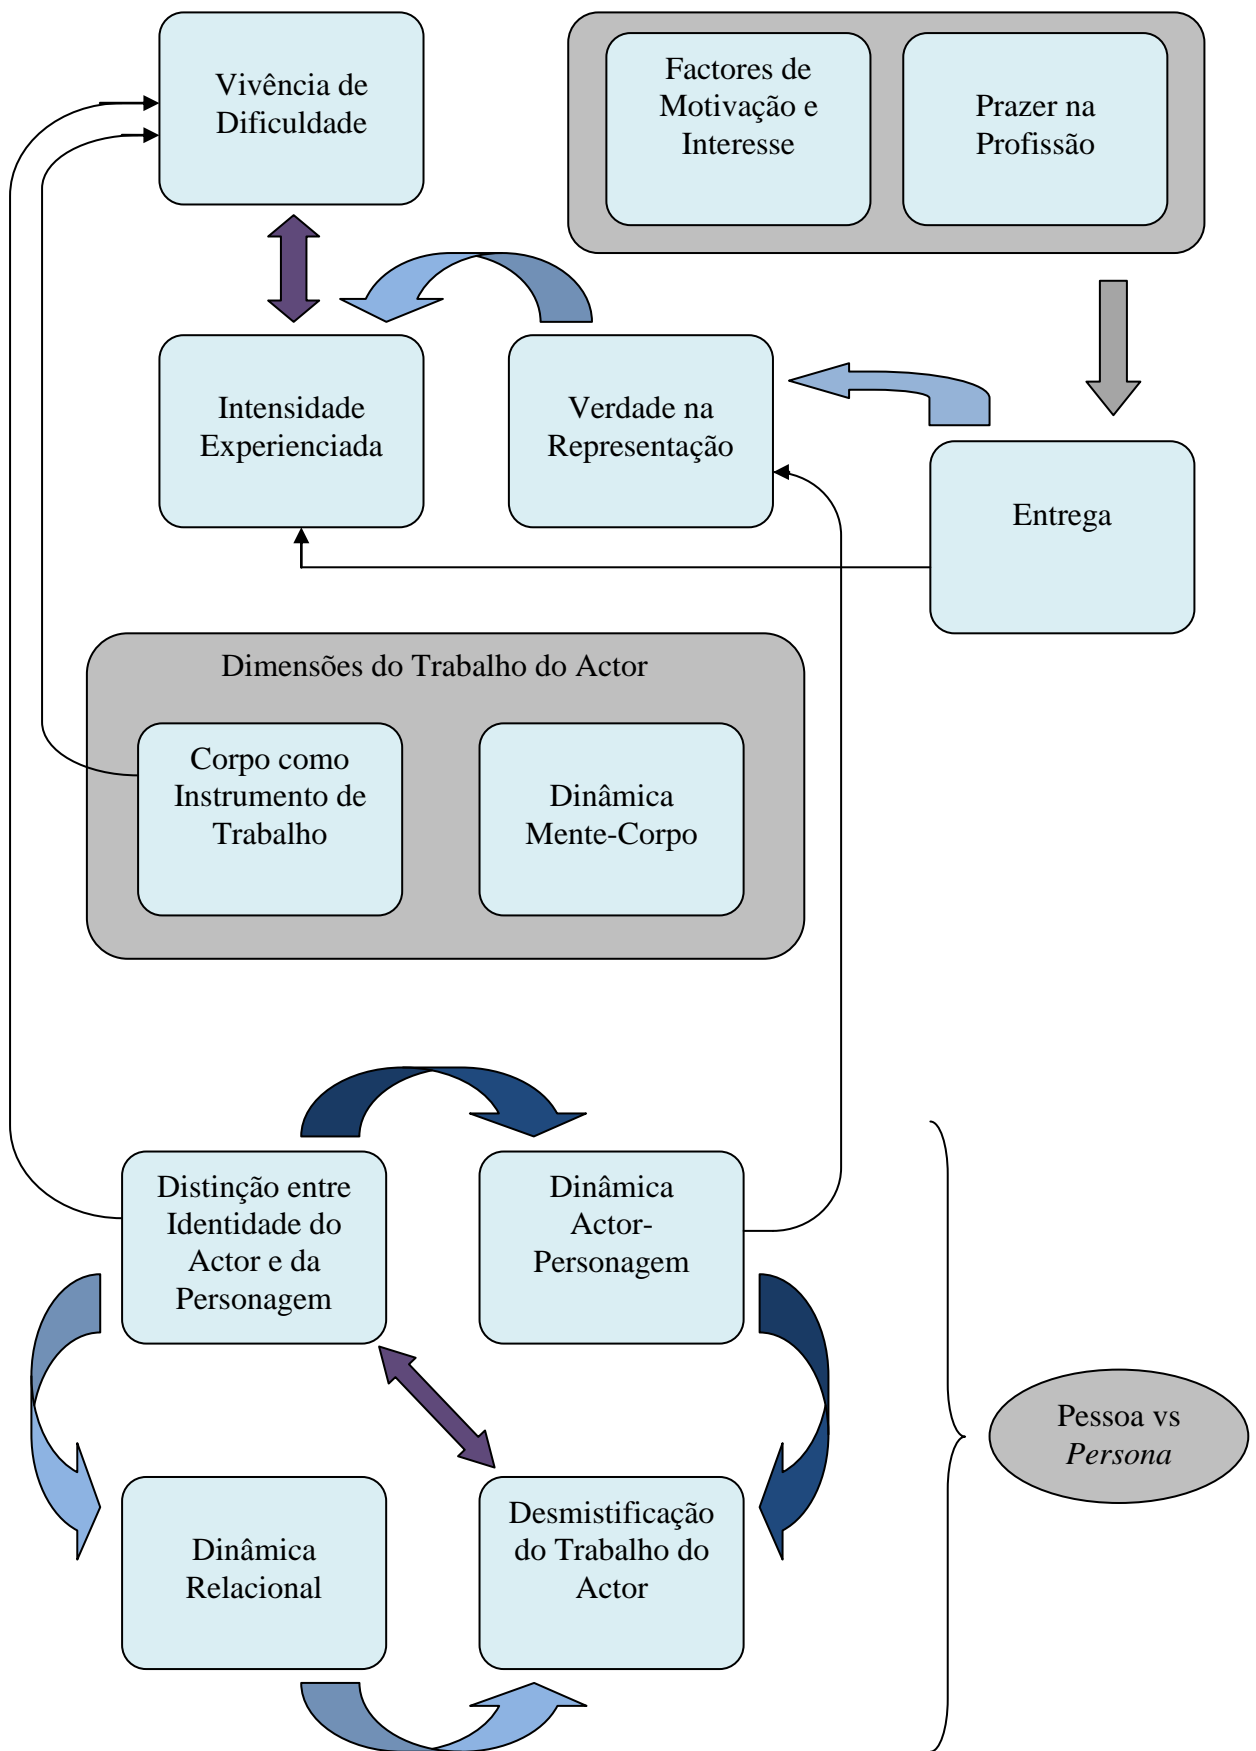 Vivência de
Dificuldade
Factores de
Motivação e
Interesse
Prazer na
Profissão
Intensidade
Experienciada
Verdade na
Representação
Entrega
Dimensões do Trabalho do Actor
Corpo como
Instrumento de
Trabalho
Dinâmica
Mente-Corpo
Distinção entre
Identidade do
Actor e da
Personagem
Dinâmica
Actor-
Personagem
Pessoa vs
Persona
Dinâmica
Relacional
Desmistificação
do Trabalho do
Actor